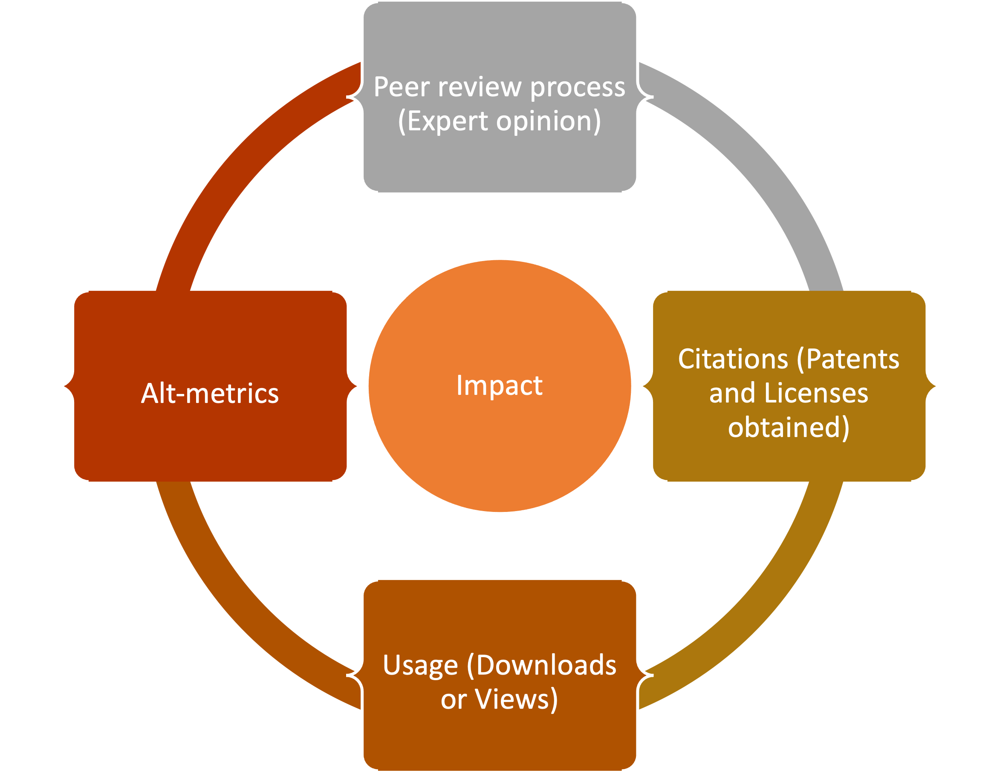 Peer review process
(Expert opinion)
Alt-metrics
Impact
Citations (Patents
and Licenses
obtained)
Usage (Downloads
or Views)